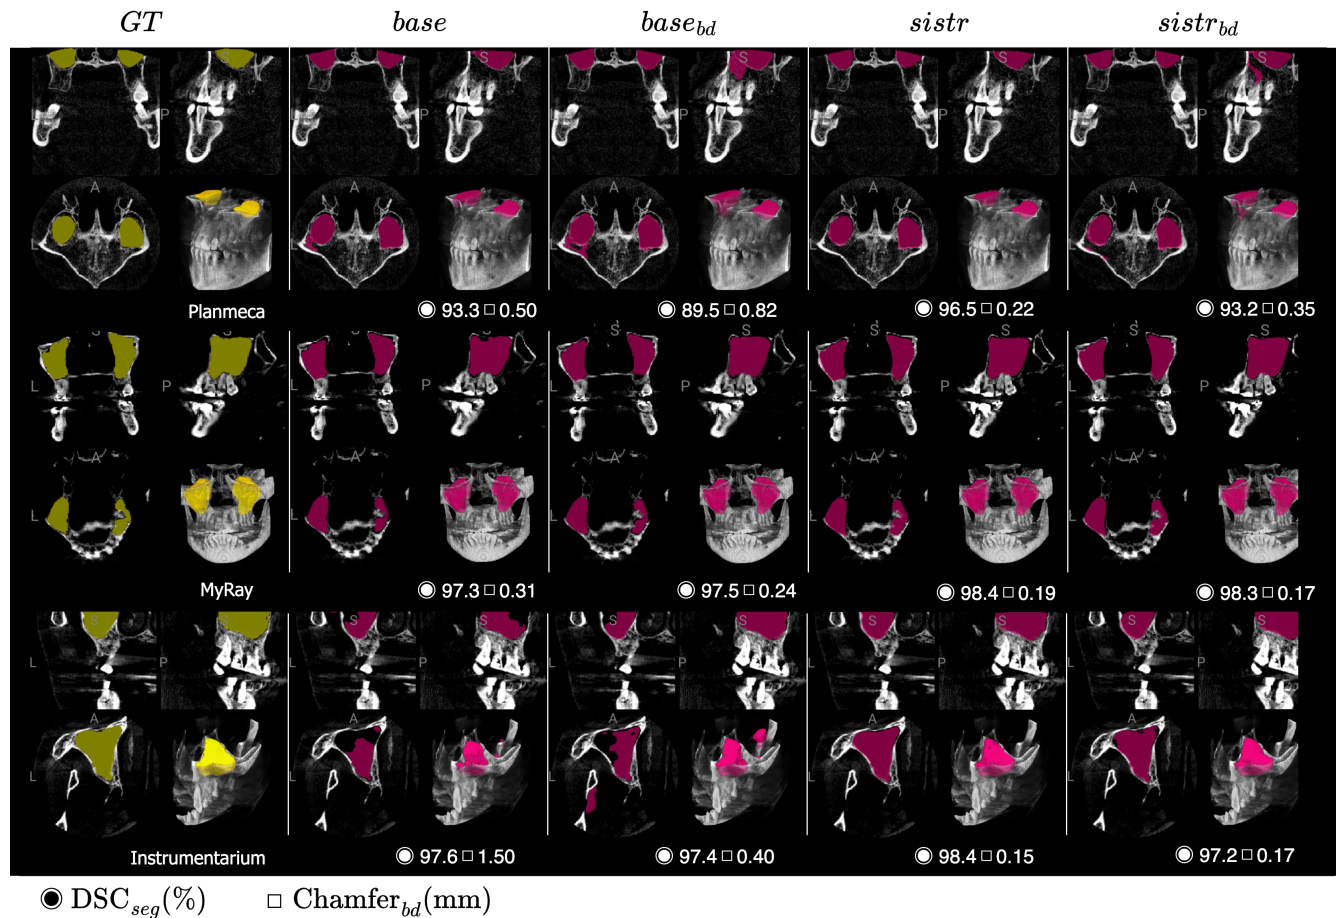 GT base base_bd sistr sistr_bd
S S S
P P P P
A A A A A
L
Planmeca ◉ 93.3 □ 0.50 ◉ 89.5 □ 0.82 ◉ 96.5 □ 0.22 ◉ 93.2 □ 0.35
S S S S S
L P L P L P L P L
A A A A A
L L L L L
MyRay ◉ 97.3 □ 0.31 ◉ 97.5 □ 0.24 ◉ 98.4 □ 0.19 ◉ 98.3 □ 0.17
S S S S S S
L P L P L P L P L P
A A A A A
L L L L L
Instrumentarium ◉ 97.6 □ 1.50 ◉ 97.4 □ 0.40 ◉ 98.4 □ 0.15 ◉ 97.2 □ 0.17
◉ DSC_seg(%) □ Chamfer_bd(mm)